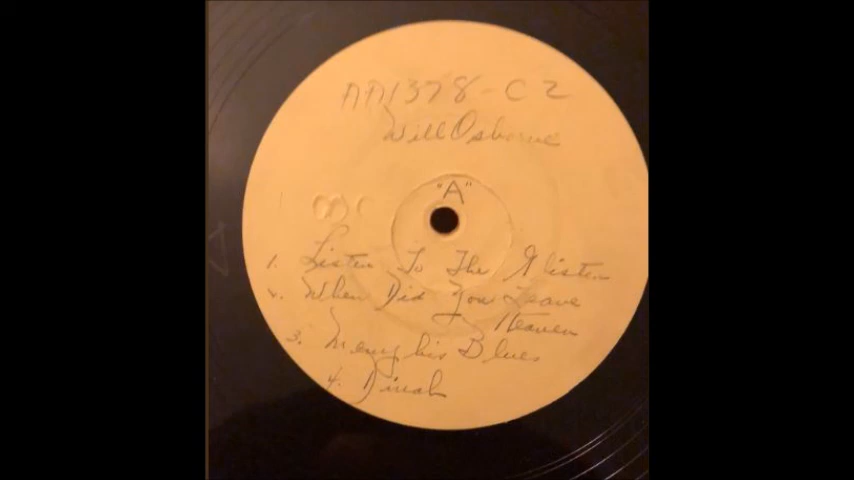 AA1378-C2
Will Osborne
"A"
1. Listen To The Glisten
2. When Did You Leave
Heaven
3. Memphis Blues
4. Dinah